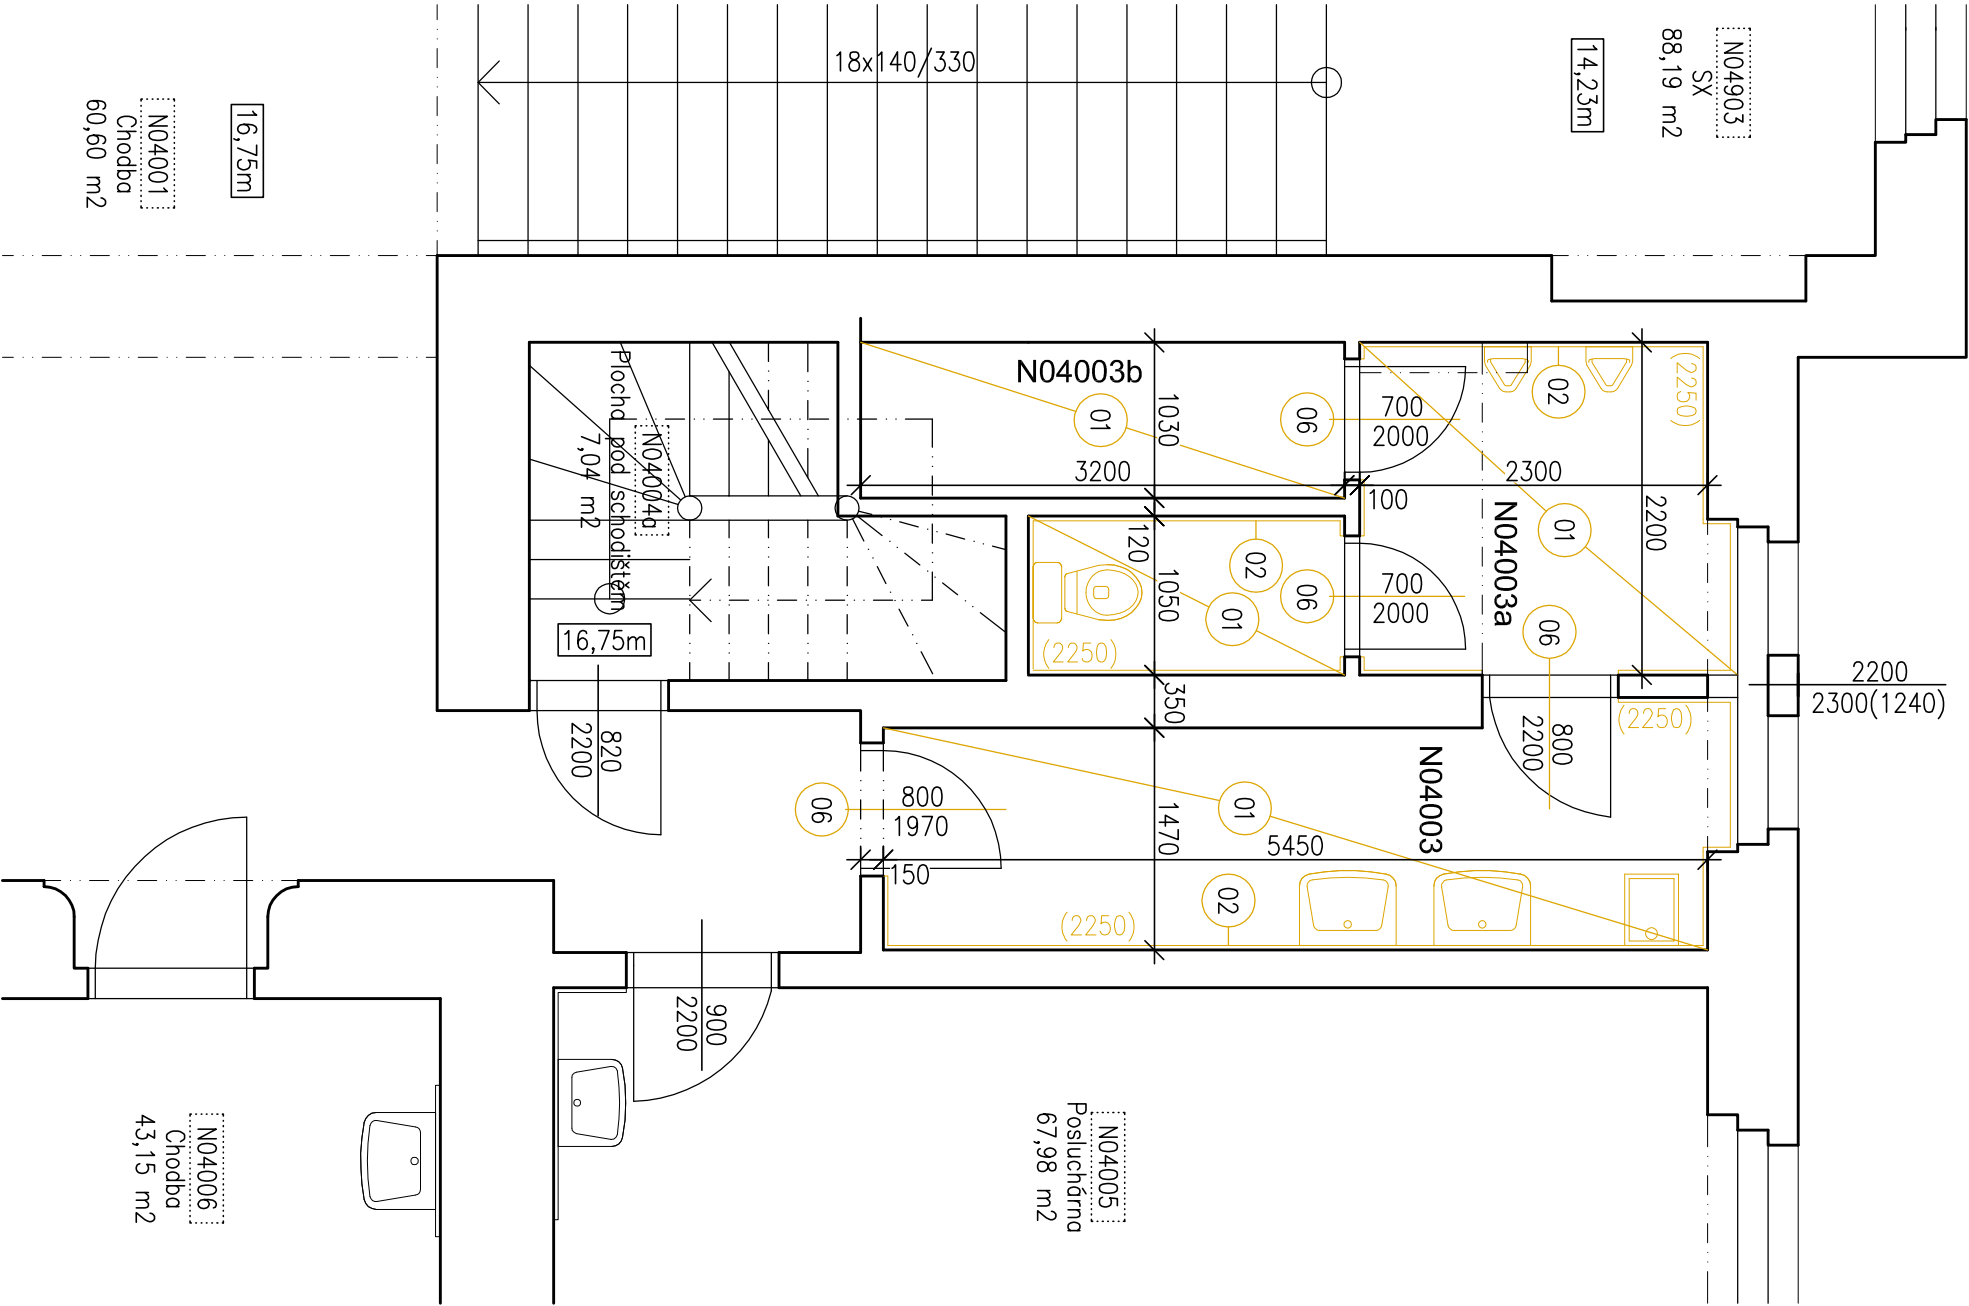 18x140/330
N04903
SX
88,19 m2
14,23m
16,75m
N04001
Chodba
60,60 m2
N04003b
01
1030
3200
06
700
2000
100
02
(2250)
2300
2200
N04003a
01
Plocha pod schodištěm
N04004a
7,04 m2
16,75m
120
1050
02
01
06
700
2000
(2250)
350
06
800
2200
(2250)
2200
2300(1240)
820
2200
06
800
1970
150
1470
01
5450
N04003
02
(2250)
900
2200
N04005
Posluchárna
67,98 m2
N04006
Chodba
43,15 m2